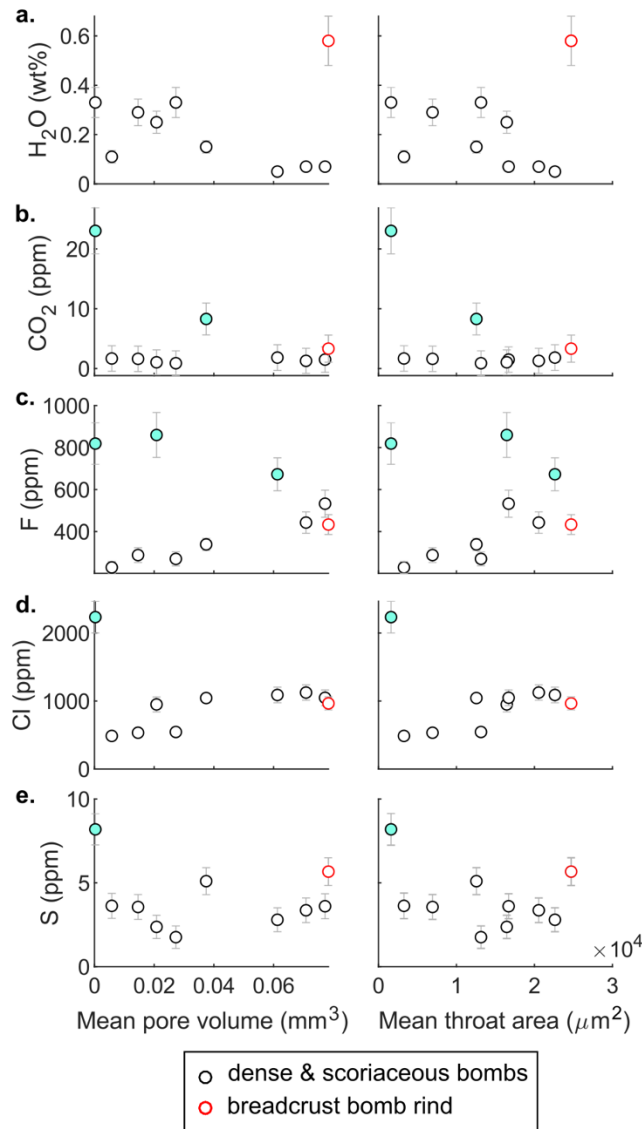 a.
H₂O (wt%)
0.6
0.4
0.2
0
b.
CO₂ (ppm)
20
10
0
c.
F (ppm)
1000
800
600
400
d.
Cl (ppm)
2000
1000
0
e.
S (ppm)
10
5
0
0 0.02 0.04 0.06
Mean pore volume (mm³)
×10⁴
0 1 2 3
Mean throat area (μm²)
dense & scoriaceous bombs
breadcrust bomb rind